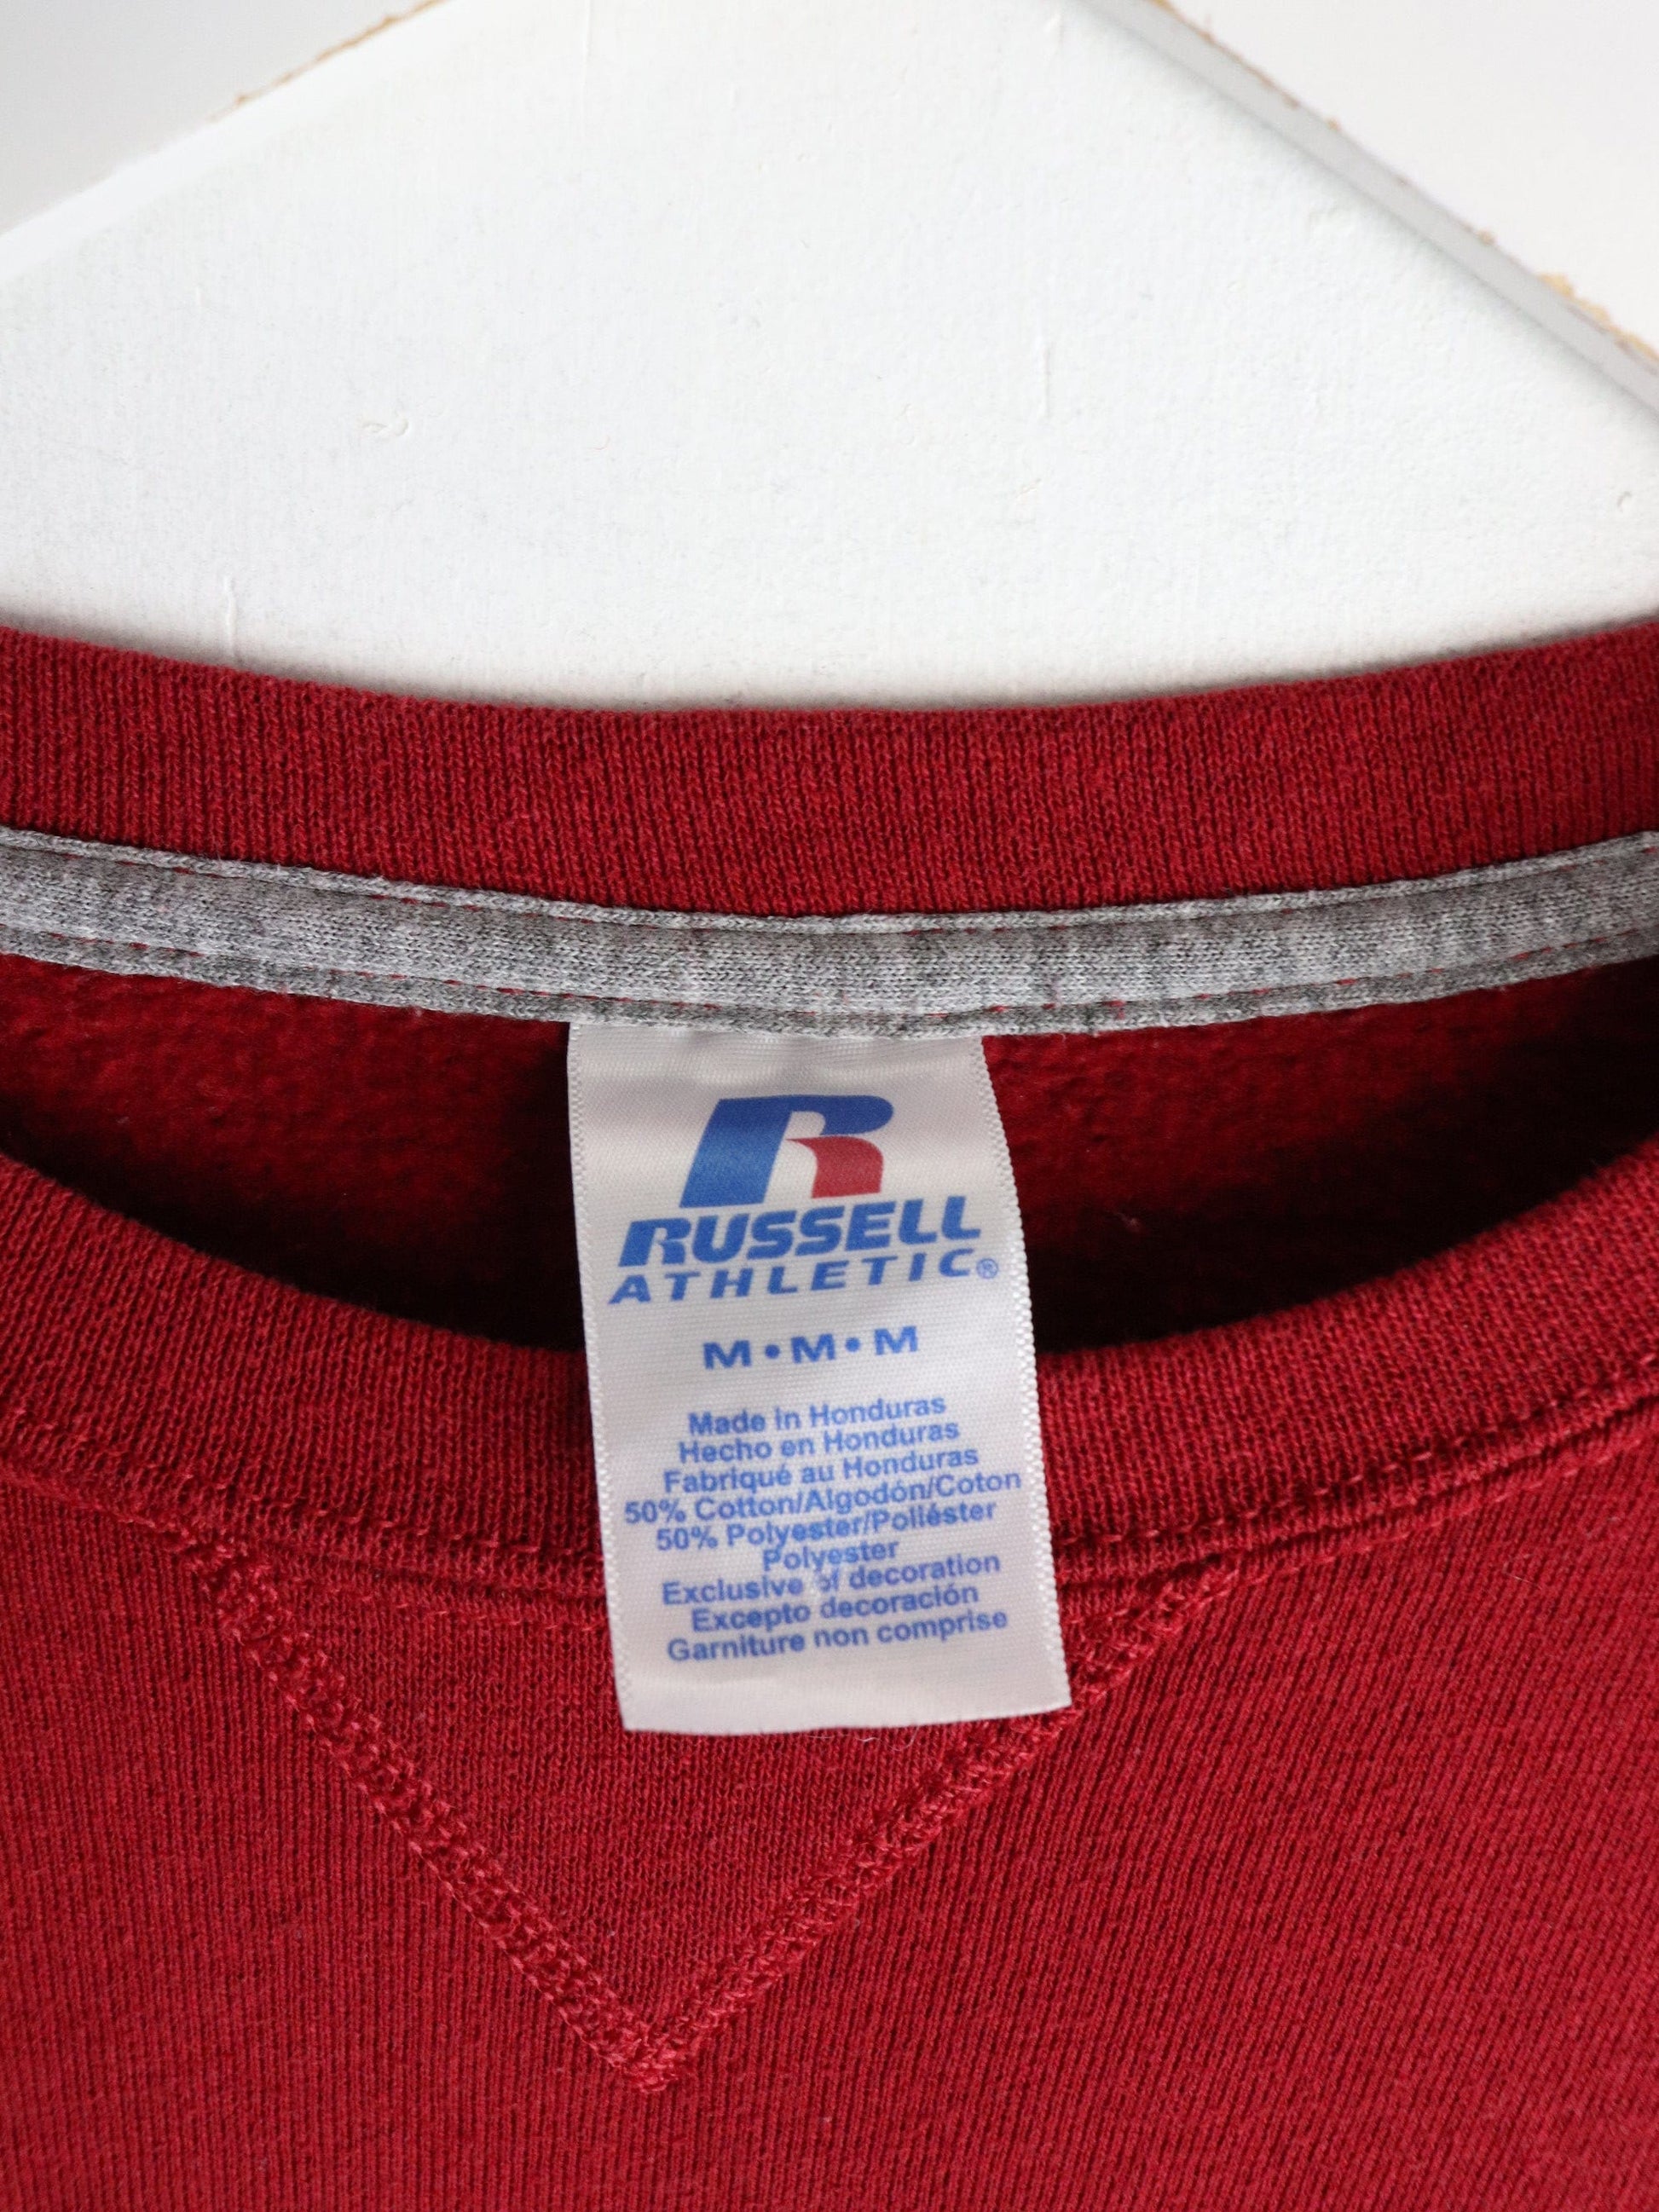 R
RUSSELL
ATHLETIC®
M•M•M
Made in Honduras
Hecho en Honduras
Fabriqué au Honduras
50% Cotton/Algodón/Coton
50% Polyester/Poliéster
Polyester
Exclusive of decoration
Excepto decoración
Garniture non comprise